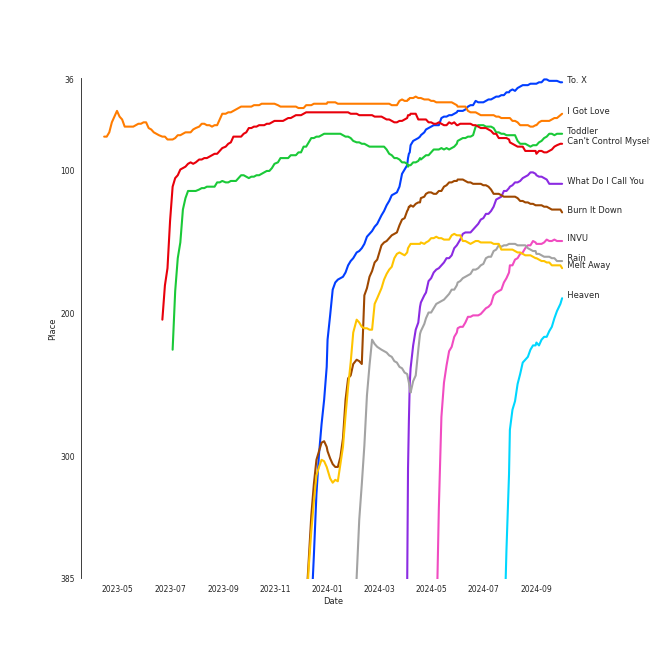 36
100
200
300
385
Place
2023-05
2023-07
2023-09
2023-11
2024-01
2024-03
2024-05
2024-07
2024-09
Date
To. X
I Got Love
Toddler
Can't Control Mysel
What Do I Call You
Burn It Down
INVU
Rain
Melt Away
Heaven